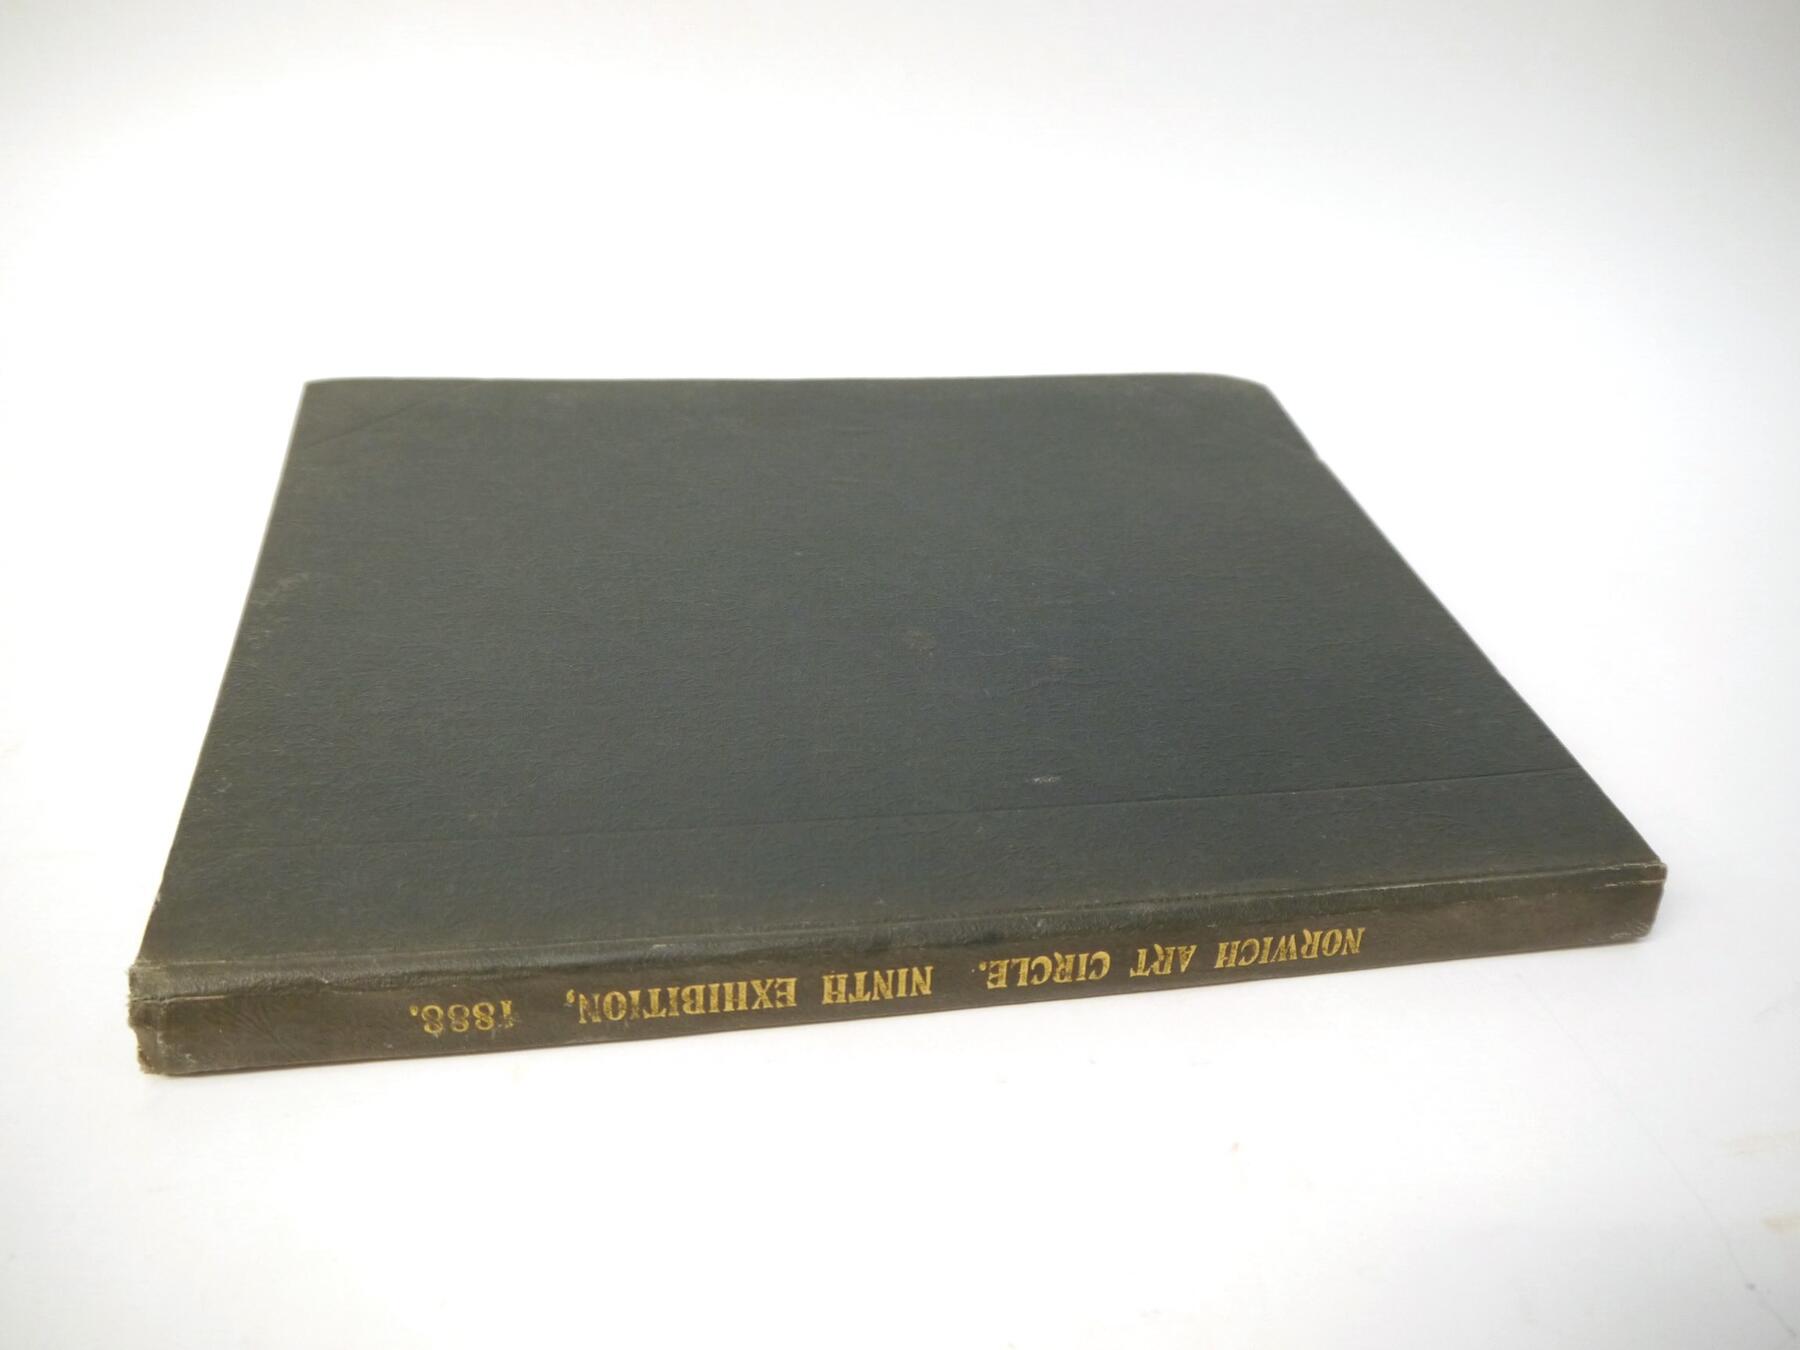 NORWICH ART CIRCLE. NINTH EXHIBITION, 1888.